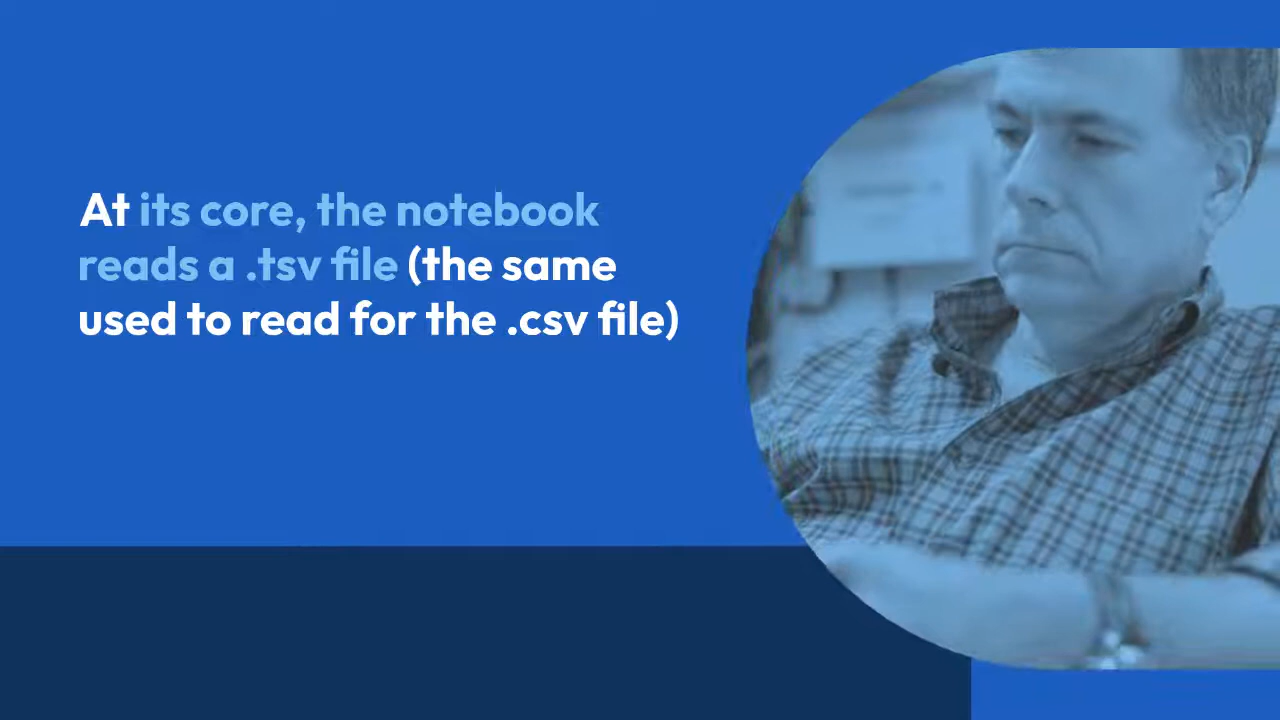 At its core, the notebook
reads a .tsv file (the same
used to read for the .csv file)